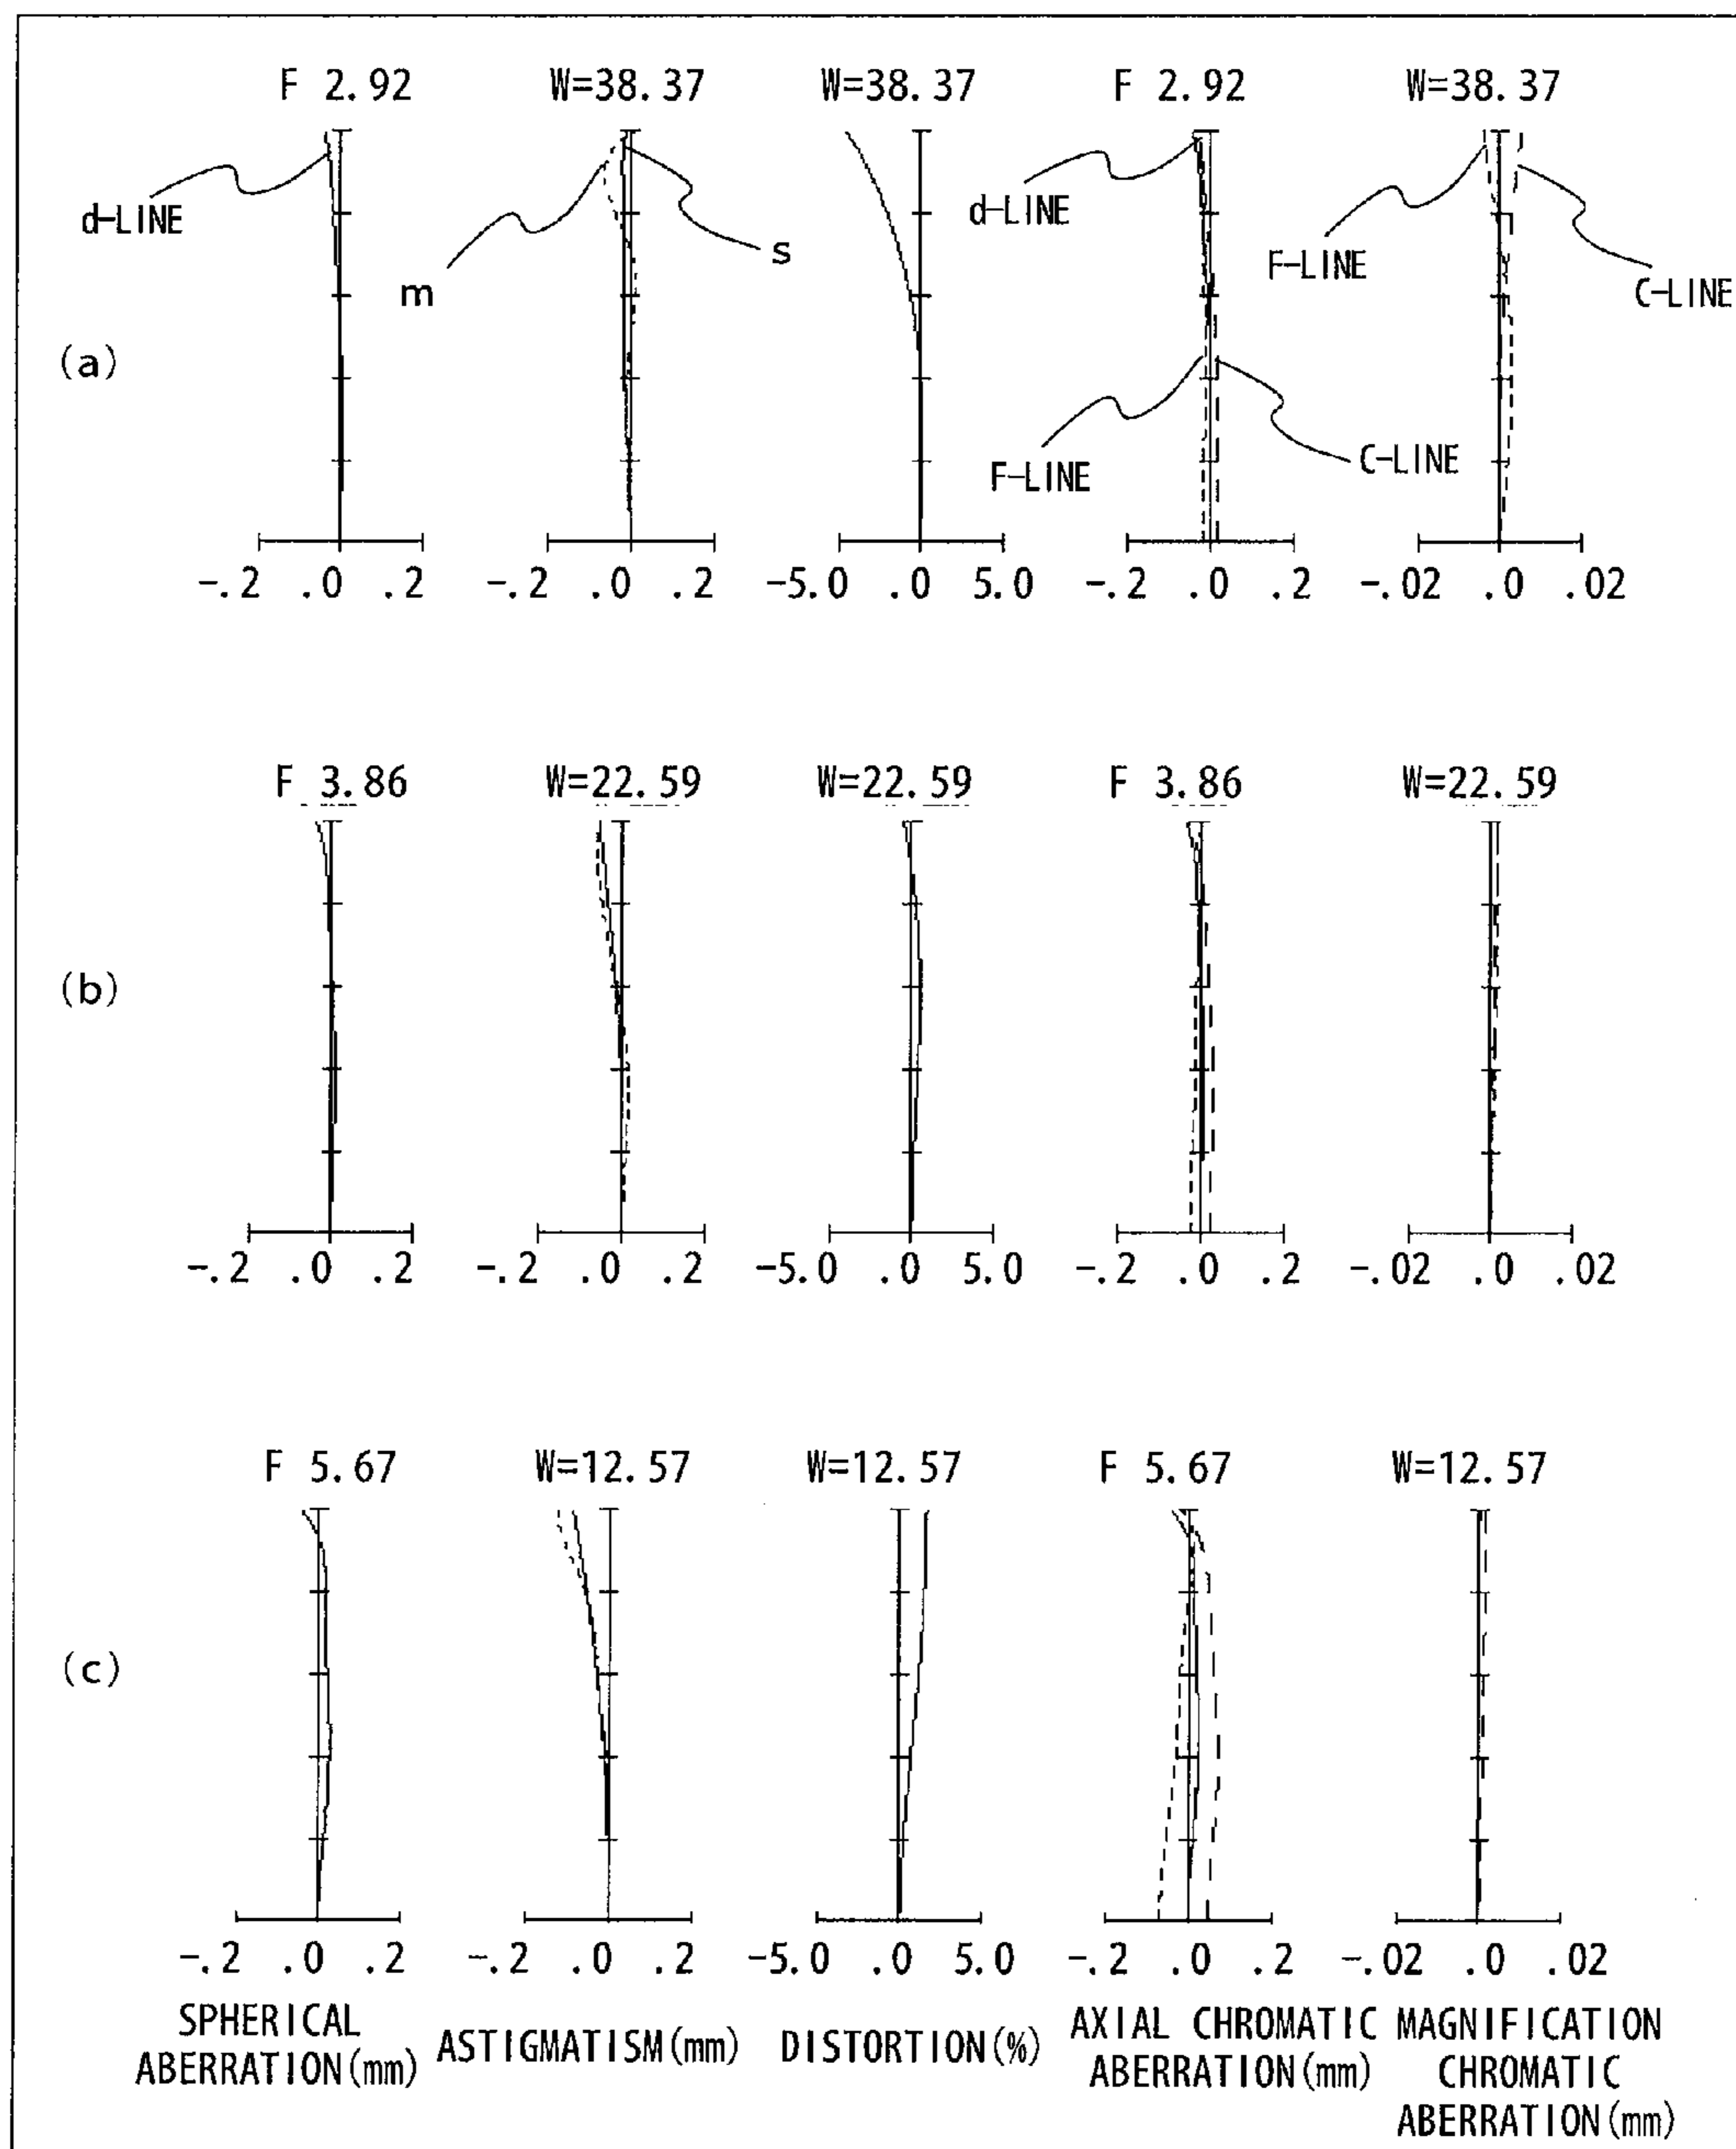 F 2.92 W=38.37 W=38.37 F 2.92 W=38.37
d-LINE m s d-LINE F-LINE C-LINE
(a)
F-LINE C-LINE
-.2 .0 .2 -.2 .0 .2 -5.0 .0 5.0 -.2 .0 .2 -.02 .0 .02
F 3.86 W=22.59 W=22.59 F 3.86 W=22.59
(b)
-.2 .0 .2 -.2 .0 .2 -5.0 .0 5.0 -.2 .0 .2 -.02 .0 .02
F 5.67 W=12.57 W=12.57 F 5.67 W=12.57
(c)
-.2 .0 .2 -.2 .0 .2 -5.0 .0 5.0 -.2 .0 .2 -.02 .0 .02
SPHERICAL
ABERRATION(mm)
ASTIGMATISM(mm)
DISTORTION(%)
AXIAL CHROMATIC
ABERRATION(mm)
MAGNIFICATION
CHROMATIC
ABERRATION(mm)